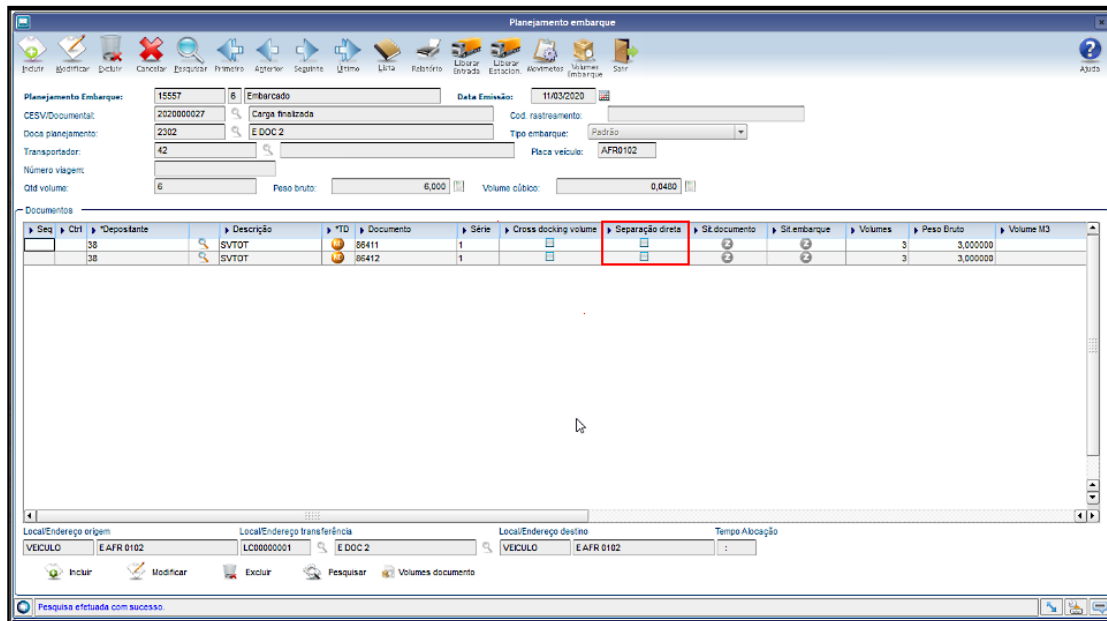 Planejamento embarque
Incluir Modificar Excluir Cancelar Pesquisar Primeiro Anterior Seguinte Último Lista Relatório Liberar Entrada Liberar Estacion. Movimetos Volumes Embarque Sair Ajuda
Planejamento Embarque: 15557 6 Embarcado Data Emissão: 11/03/2020
CESV/Documental: 2020000027 Carga finalizada Cod. rastreamento:
Doca planejamento: 2302 E DOC 2 Tipo embarque: Padrão
Transportador: 42 Placa veículo: AFR0102
Número viagem:
Qtd volume: 6 Peso bruto: 6,000 Volume cúbico: 0,0480
Documentos
Seq Ctrl *Depositante Descrição *TD Documento Série Cross docking volume Separação direta Sit.documento Sit.embarque Volumes Peso Bruto Volume M3
38 SVTOT 86411 1 Z Z 3 3,000000
38 SVTOT 86412 1 Z Z 3 3,000000
Local/Endereço origem Local/Endereço transferência Local/Endereço destino Tempo Alocação
VEICULO E AFR 0102 LC00000001 E DOC 2 VEICULO E AFR 0102 :
Incluir Modificar Excluir Pesquisar Volumes documento
Pesquisa efetuada com sucesso.